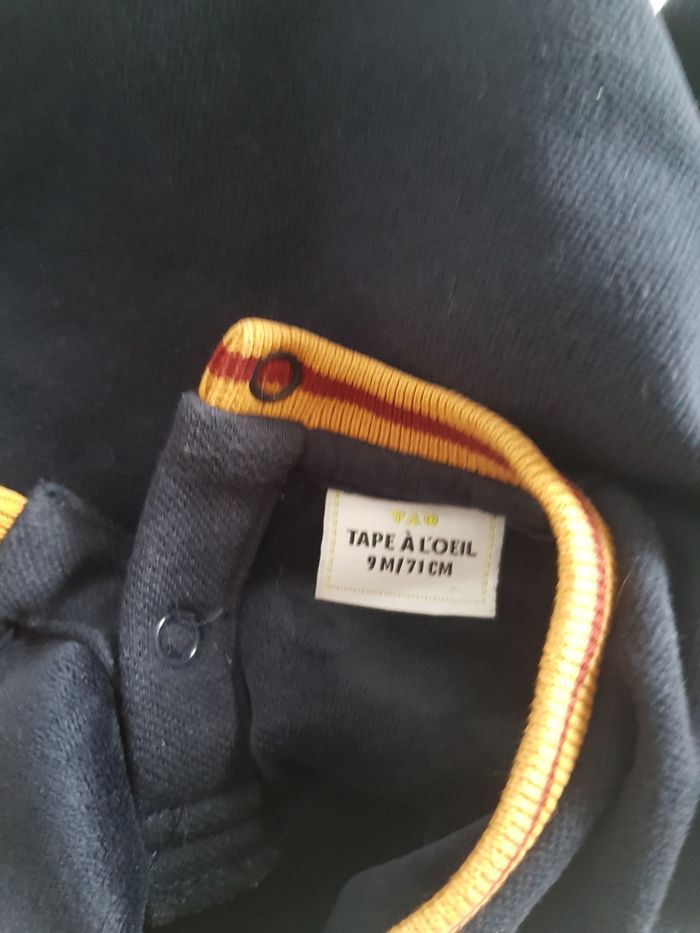 TAO
TAPE À L'OEIL
9 M/71 CM